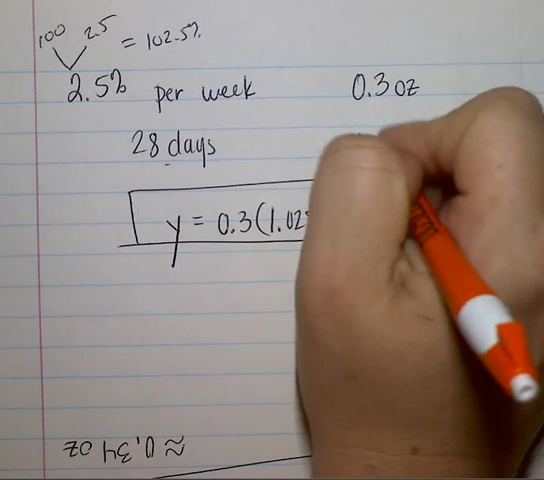 100 2.5 = 102.5%
2.5% per week 0.3 oz
28 days
y = 0.3(1.02
≈ 0.34 oz